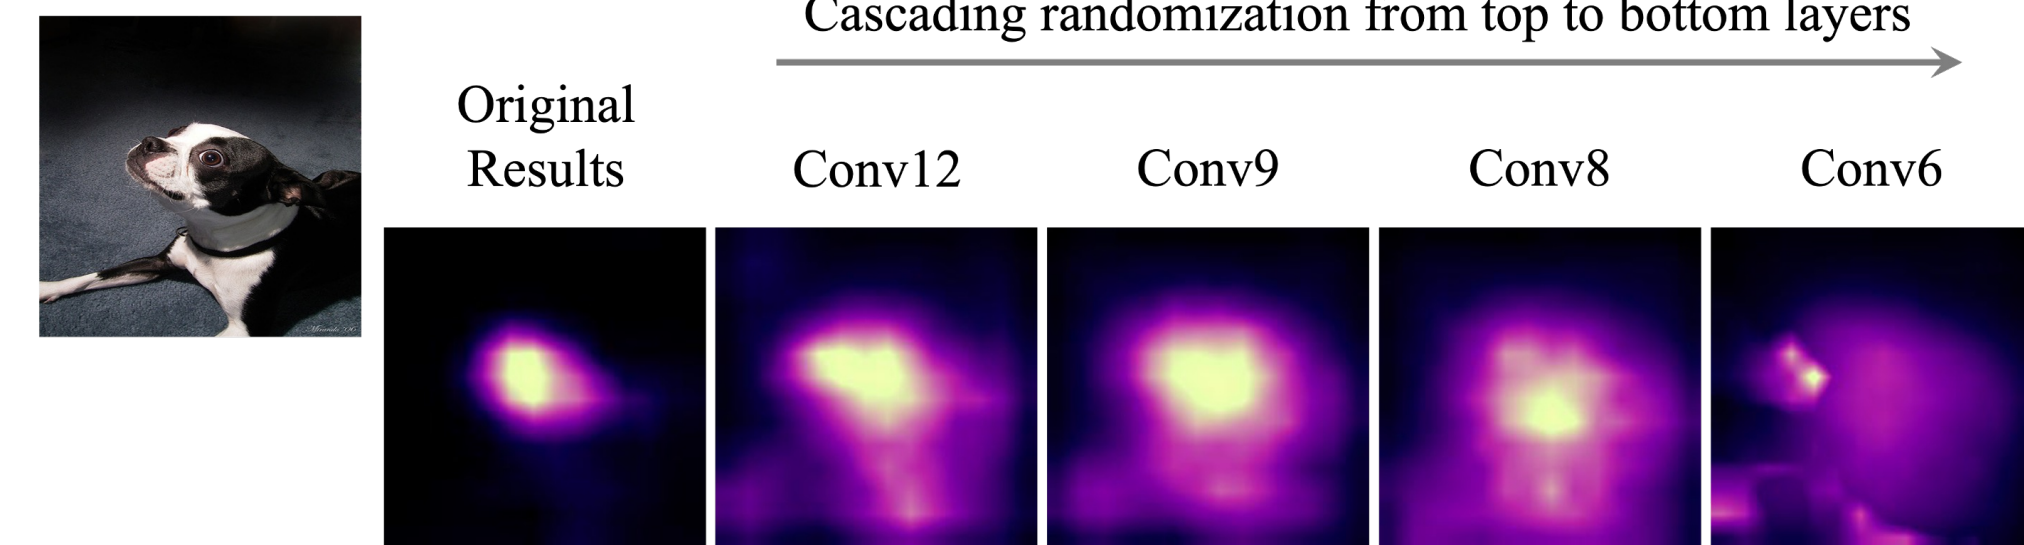 Cascading randomization from top to bottom layers
Original
Results
Conv12
Conv9
Conv8
Conv6